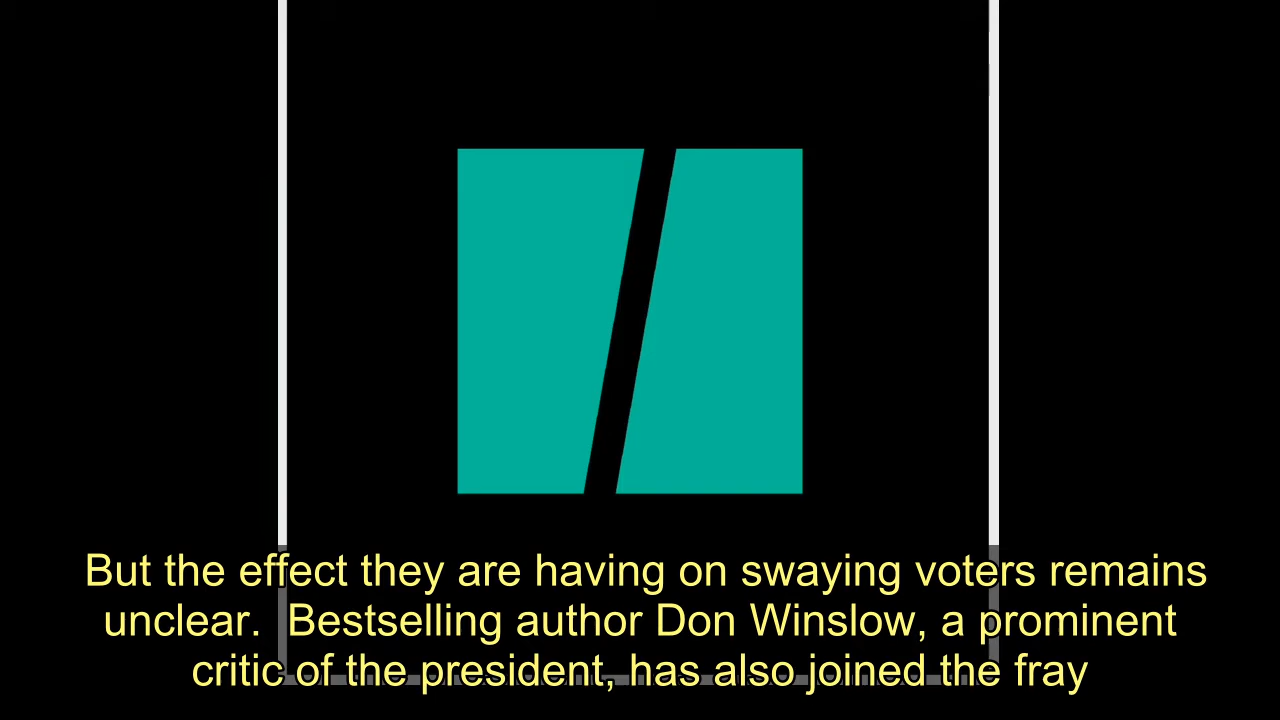 But the effect they are having on swaying voters remains
unclear.  Bestselling author Don Winslow, a prominent
critic of the president, has also joined the fray